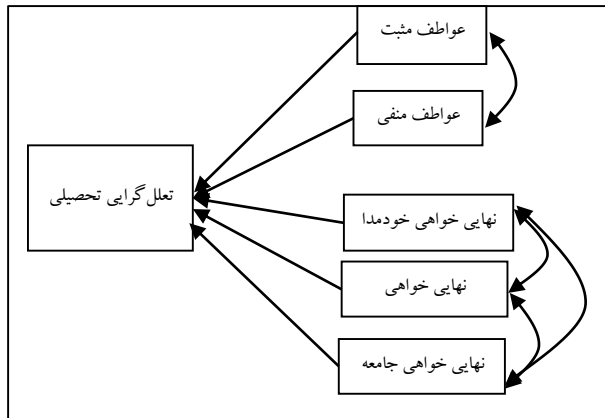 عواطف مثبت
عواطف منفی
تعلل‌گرایی تحصیلی
نهایی خواهی خودمدا
نهایی خواهی
نهایی خواهی جامعه